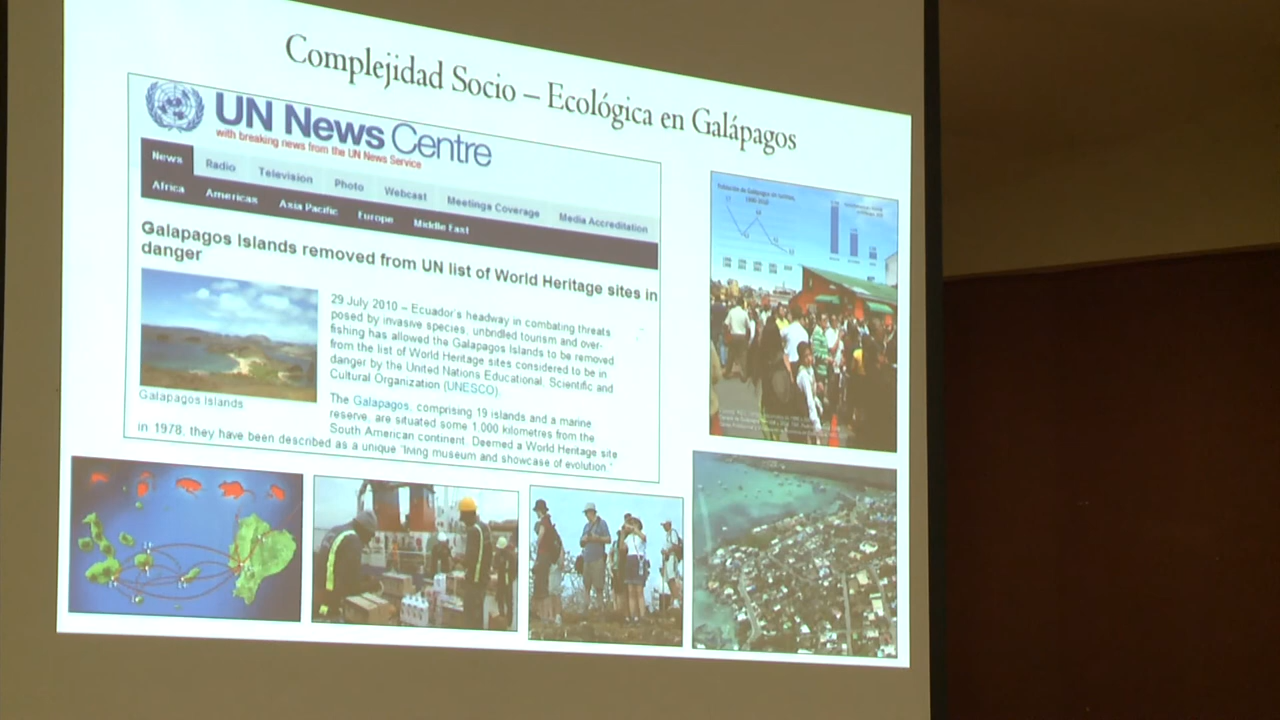 Complejidad Socio – Ecológica en Galápagos
UN News Centre
with breaking news from the UN News Service
News Radio Television Photo Webcast Meetings Coverage Media Accreditation
Africa Americas Asia Pacific Europe Middle East
Galapagos Islands removed from UN list of World Heritage sites in
danger
29 July 2010 – Ecuador's headway in combating threats
posed by invasive species, unbridled tourism and over-
fishing has allowed the Galapagos Islands to be removed
from the list of World Heritage sites considered to be in
danger by the United Nations Educational, Scientific and
Cultural Organization (UNESCO).
Galapagos Islands
The Galapagos, comprising 19 islands and a marine
reserve, are situated some 1,000 kilometres from the
South American continent. Deemed a World Heritage site
in 1978, they have been described as a unique "living museum and showcase of evolution."